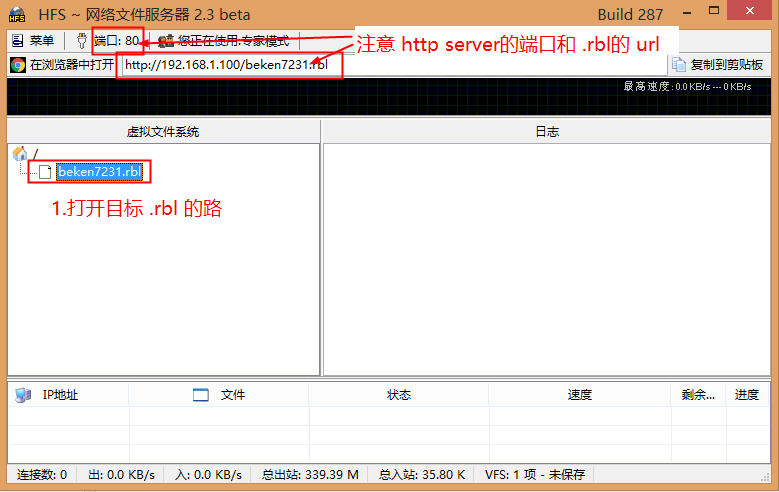 HFS ~ 网络文件服务器 2.3 beta Build 287
菜单 端口: 80 您正在使用:专家模式
注意 http server的端口和 .rbl的 url
在浏览器中打开 http://192.168.1.100/beken7231.rbl 复制到剪贴板
最高速度: 0.0 KB/s --- 0 KB/s
虚拟文件系统 日志
/
beken7231.rbl
1.打开目标 .rbl 的路
IP地址 文件 状态 速度 剩余... 进度
连接数: 0 出: 0.0 KB/s 入: 0.0 KB/s 总出站: 339.39 M 总入站: 35.80 K VFS: 1 项 - 未保存